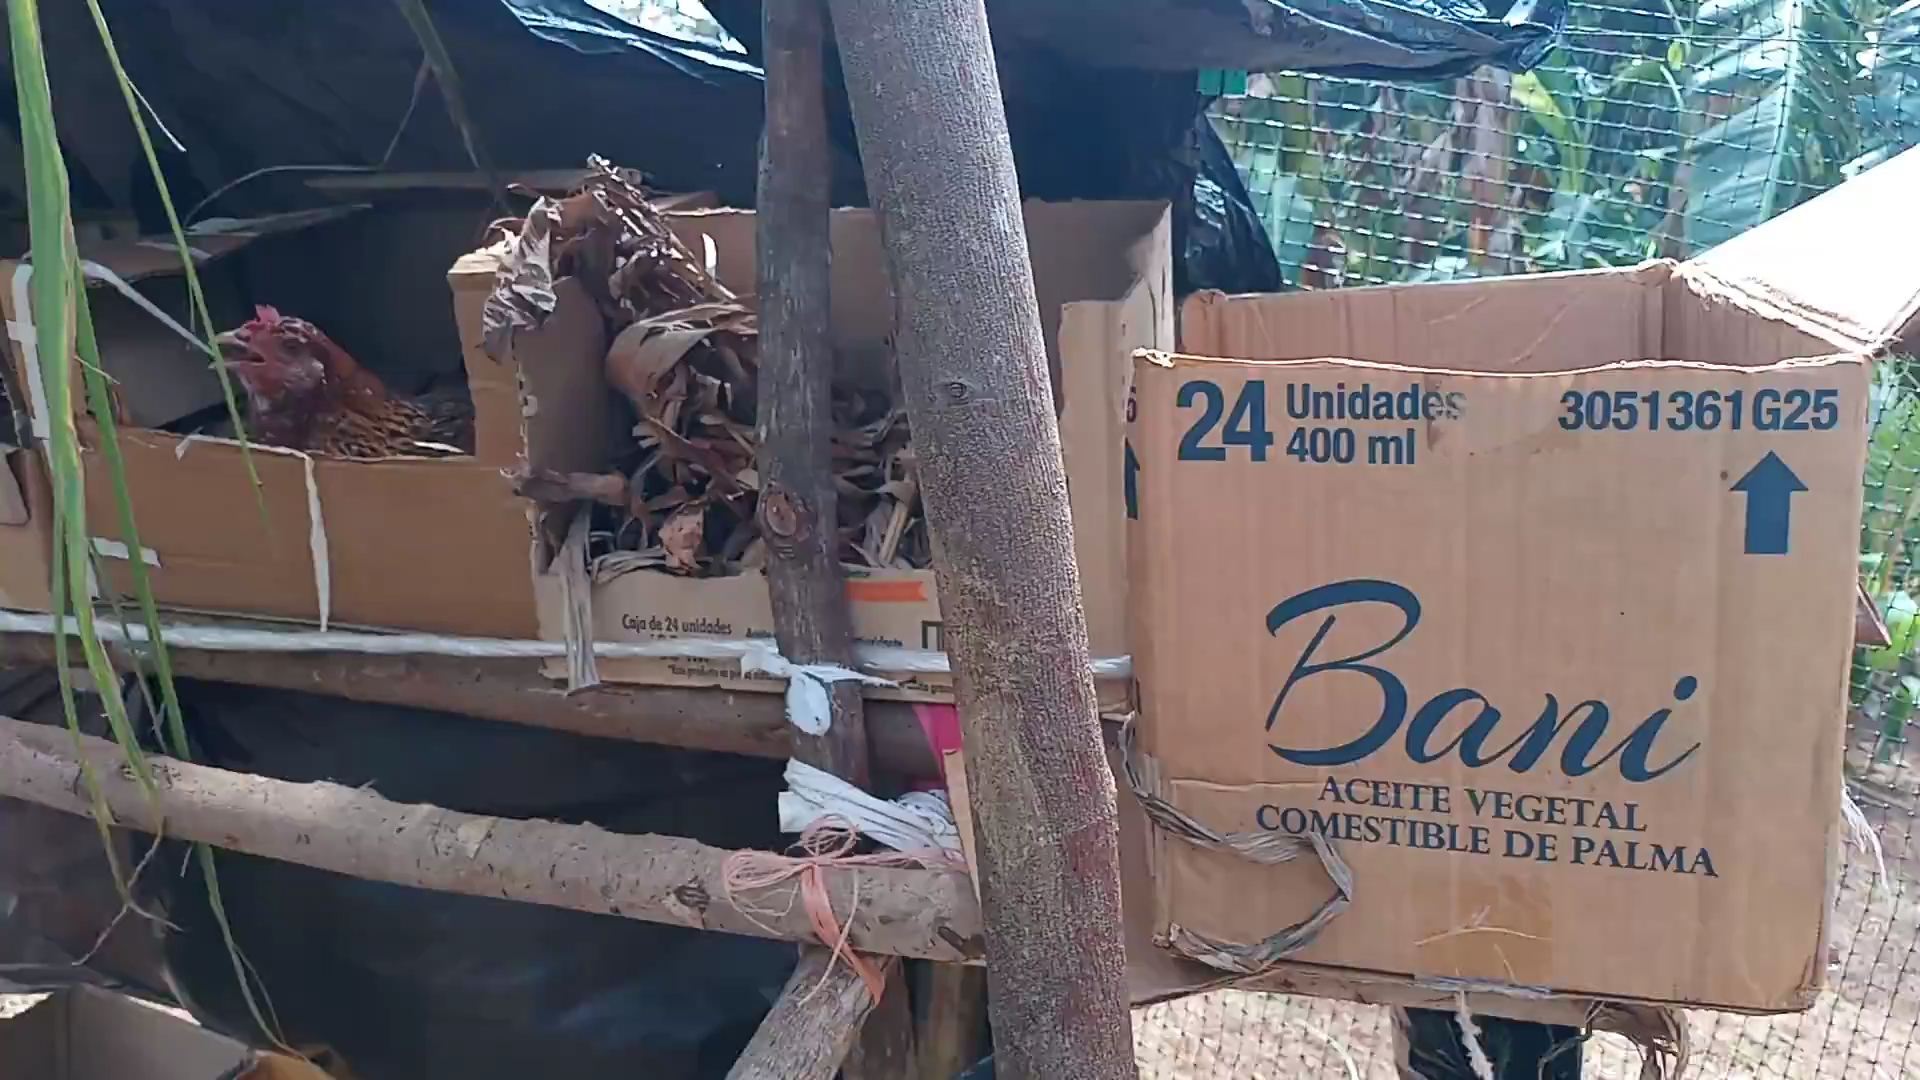 24 Unidades 400 ml
3051361G25
Bani
ACEITE VEGETAL
COMESTIBLE DE PALMA
Caja de 24 unidades